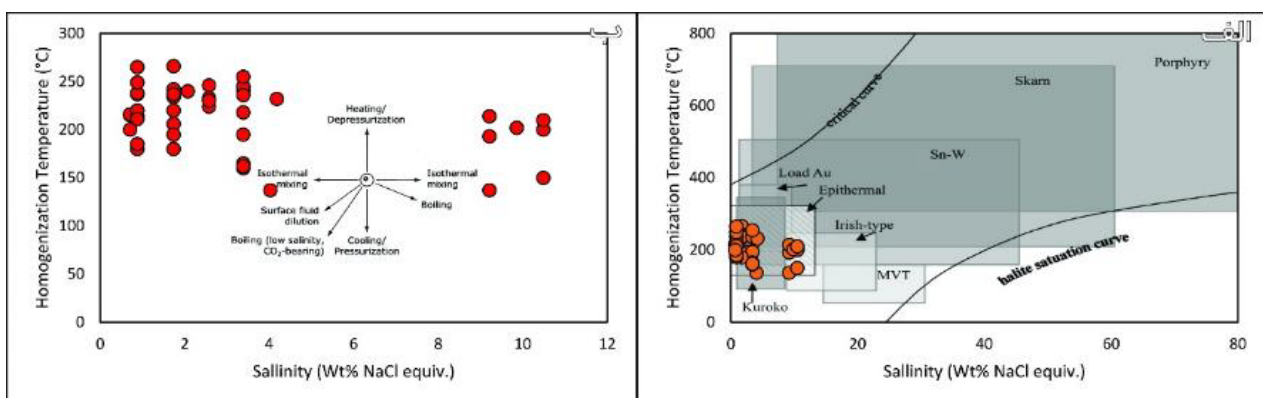 ب
Homogenization Temperature (°C)
300
250
200
150
100
50
0
Heating/
Depressurization
Isothermal
mixing
Isothermal
mixing
Boiling
Surface fluid
dilution
Boiling (low salinity,
CO₂-bearing)
Cooling/
Pressurization
0 2 4 6 8 10 12
Sallinity (Wt% NaCl equiv.)
الف
Homogenization Temperature (°C)
800
600
400
200
0
Porphyry
Skarn
critical curve
Sn-W
Load Au
Epithermal
Irish-type
MVT
Kuroko
halite satuation curve
0 20 40 60 80
Sallinity (Wt% NaCl equiv.)